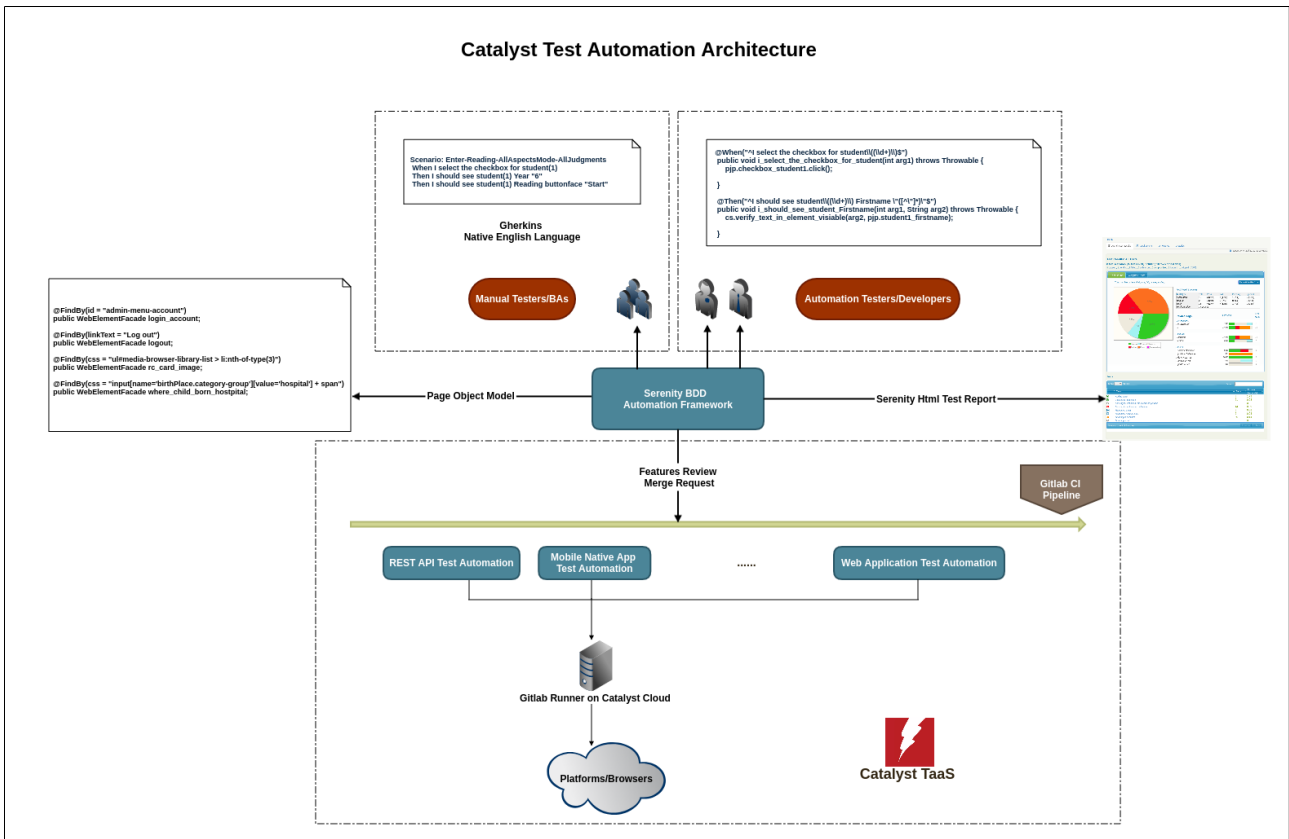 Catalyst Test Automation Architecture
Scenario: Enter-Reading-AllAspectsMode-AllJudgments
When I select the checkbox for student(1)
Then I should see student(1) Year "6"
Then I should see student(1) Reading buttonface "Start"
Gherkins
Native English Language
Manual Testers/BAs
@When("^I select the checkbox for student\\((\\d+)\\)$")
public void i_select_the_checkbox_for_student(int arg1) throws Throwable {
pjp.checkbox_student1.click();
}
@Then("^I should see student\\((\\d+)\\) Firstname \"([^\"]*)\"$")
public void i_should_see_student_Firstname(int arg1, String arg2) throws Throwable {
cs.verify_text_in_element_visiable(arg2, pjp.student1_firstname);
}
Automation Testers/Developers
@FindBy(id = "admin-menu-account")
public WebElementFacade login_account;
@FindBy(linkText = "Log out")
public WebElementFacade logout;
@FindBy(css = "ul#media-browser-library-list > li:nth-of-type(3)")
public WebElementFacade rc_card_image;
@FindBy(css = "input[name='birthPlace.category-group'][value='hospital'] + span")
public WebElementFacade where_child_born_hostpital;
Page Object Model
Serenity BDD
Automation Framework
Serenity Html Test Report
Features Review
Merge Request
Gitlab CI
Pipeline
REST API Test Automation
Mobile Native App
Test Automation
......
Web Application Test Automation
Gitlab Runner on Catalyst Cloud
Platforms/Browsers
Catalyst TaaS